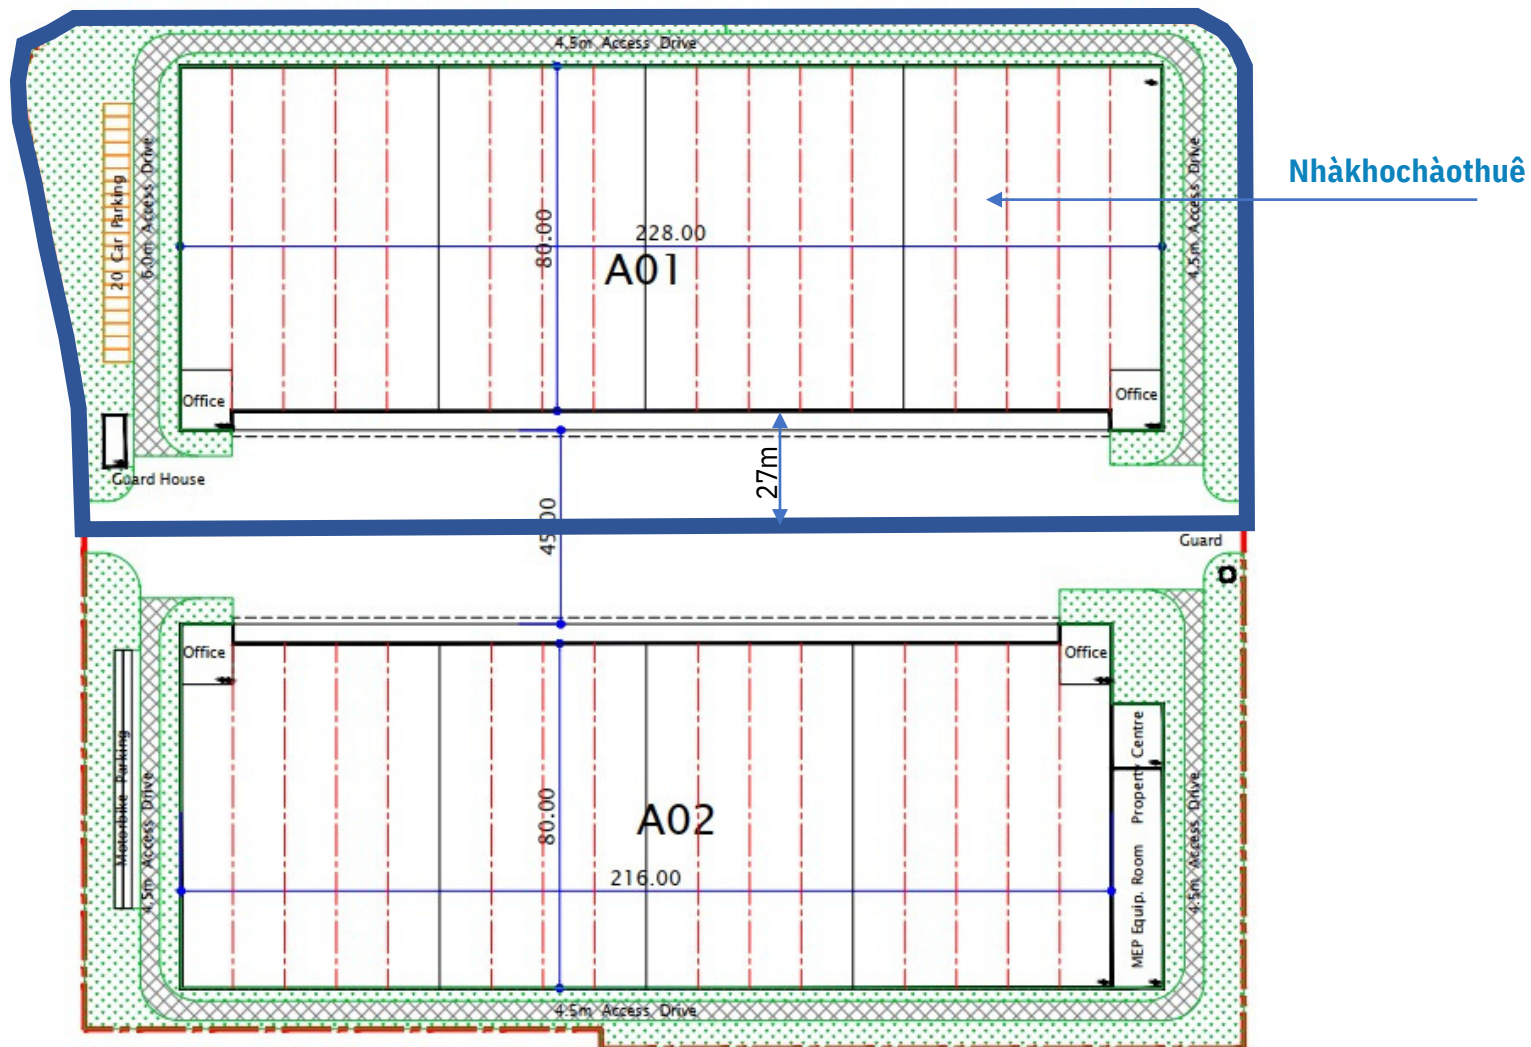 4.5m Access Drive
20 Car Parking
6.0m Access Drive
4.5m Access Drive
Nhàkhochàothuê
80.00
228.00
A01
Office
Office
Guard House
27m
45.00
Guard
Office
Office
Motorbike Parking
4.5m Access Drive
80.00
A02
216.00
Property Centre
MEP Equip. Room
4.5m Access Drive
4.5m Access Drive